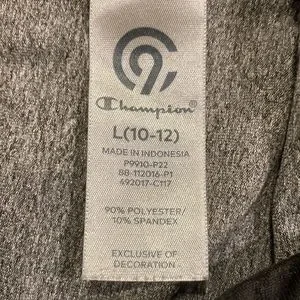 C9
Champion
L(10-12)
MADE IN INDONESIA
P9910-P22
88-112016-P1
492017-C117
90% POLYESTER/
10% SPANDEX
EXCLUSIVE OF
DECORATION